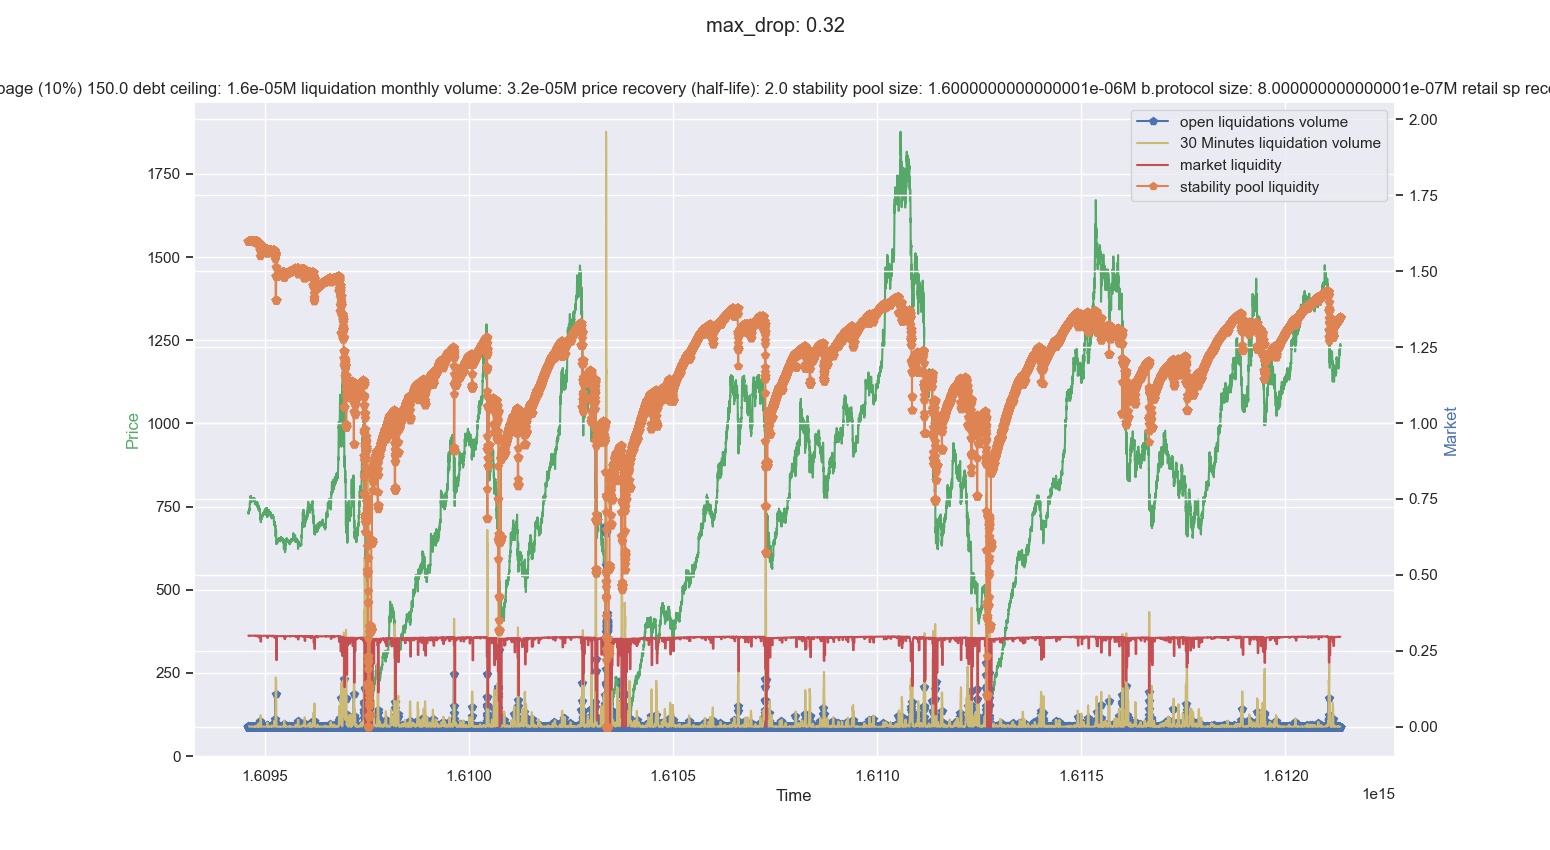 max_drop: 0.32
(10%) 150.0 debt ceiling: 1.6e-05M liquidation monthly volume: 3.2e-05M price recovery (half-life): 2.0 stability pool size: 1.6000000000000001e-06M b.protocol size: 8.000000000000001e-07M retail sp
open liquidations volume
30 Minutes liquidation volume
market liquidity
stability pool liquidity
1750
1500
1250
1000
750
500
250
0
Price
2.00
1.75
1.50
1.25
1.00
0.75
0.50
0.25
0.00
Market
1.6095 1.6100 1.6105 1.6110 1.6115 1.6120
Time
1e15